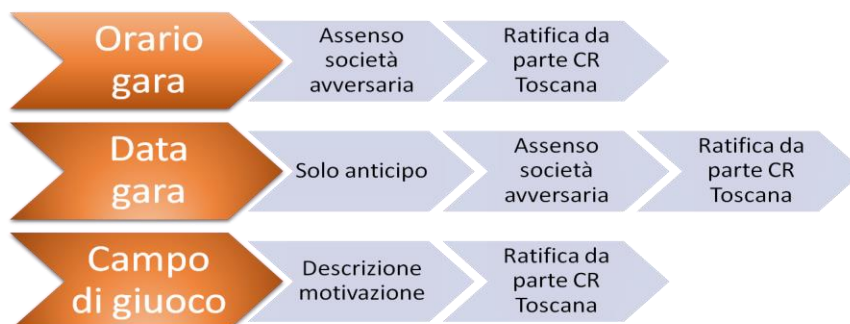 Orario
gara
Assenso
società
avversaria
Ratifica da
parte CR
Toscana
Data
gara
Solo anticipo
Assenso
società
avversaria
Ratifica da
parte CR
Toscana
Campo
di giuoco
Descrizione
motivazione
Ratifica da
parte CR
Toscana